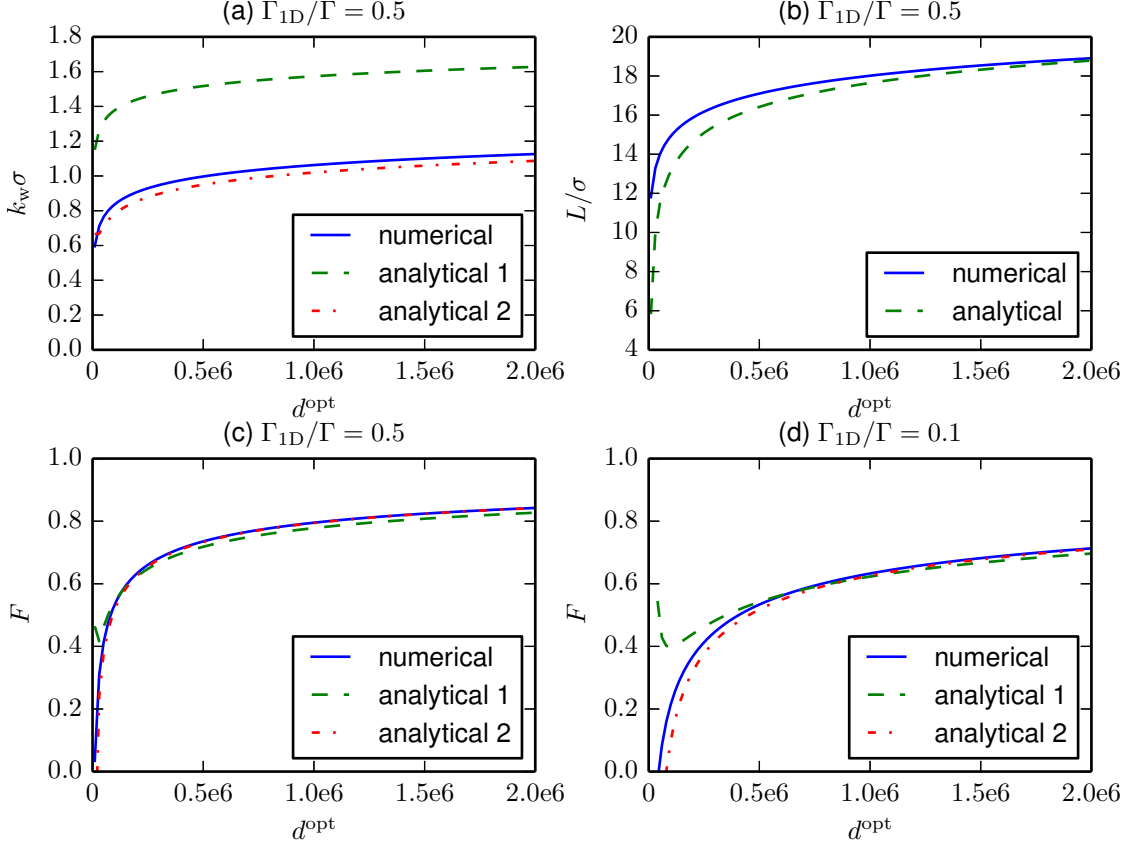 (a) Γ₁D/Γ = 0.5
1.8
1.6
1.4
1.2
1.0
0.8
0.6
0.4
0.2
0.0
k_wσ
numerical
analytical 1
analytical 2
0
0.5e6
1.0e6
1.5e6
2.0e6
d^opt
(b) Γ₁D/Γ = 0.5
20
18
16
14
12
10
8
6
4
L/σ
numerical
analytical
0
0.5e6
1.0e6
1.5e6
2.0e6
d^opt
(c) Γ₁D/Γ = 0.5
1.0
0.8
0.6
0.4
0.2
0.0
F
numerical
analytical 1
analytical 2
0
0.5e6
1.0e6
1.5e6
2.0e6
d^opt
(d) Γ₁D/Γ = 0.1
1.0
0.8
0.6
0.4
0.2
0.0
F
numerical
analytical 1
analytical 2
0
0.5e6
1.0e6
1.5e6
2.0e6
d^opt